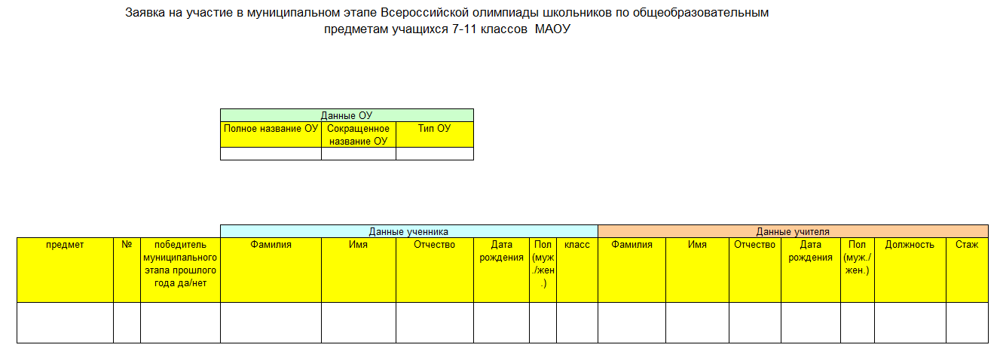 Заявка на участие в муниципальном этапе Всероссийской олимпиады школьников по общеобразовательным
предметам учащихся 7-11 классов МАОУ
Данные ОУ
Полное название ОУ Сокращенное название ОУ Тип ОУ
Данные ученника Данные учителя
предмет № победитель муниципального этапа прошлого года да/нет Фамилия Имя Отчество Дата рождения Пол (муж./жен.) класс Фамилия Имя Отчество Дата рождения Пол (муж./жен.) Должность Стаж